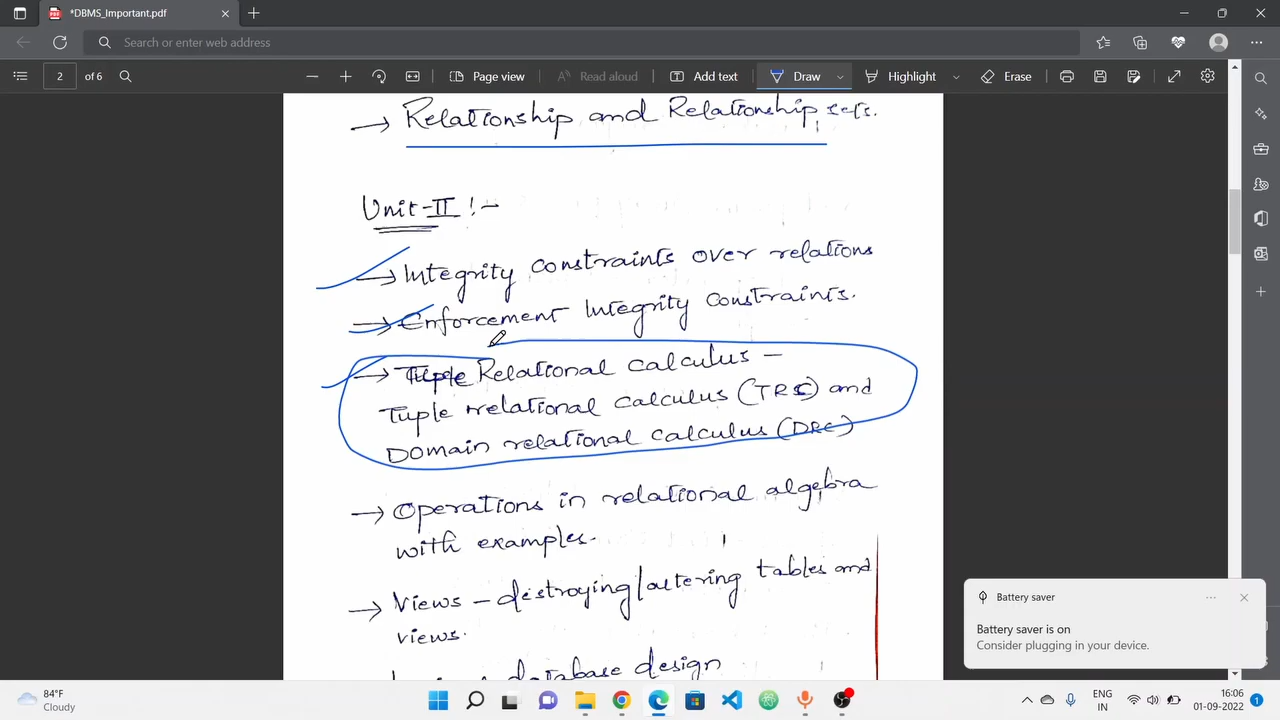 *DBMS_Important.pdf
Search or enter web address
2 of 6
Page view
Read aloud
Add text
Draw
Highlight
Erase
→ Relationship and Relationship sets.
Unit-II :-
→ Integrity constraints over relations
→ Enforcement Integrity constraints.
→ Tuple Relational calculus –
Tuple relational calculus (TRC) and
Domain relational calculus (DRC)
→ Operations in relational algebra
with examples.
→ Views – destroying/altering tables and
views.
database design
Battery saver
Battery saver is on
Consider plugging in your device.
84°F
Cloudy
ENG
IN
16:06
01-09-2022
1